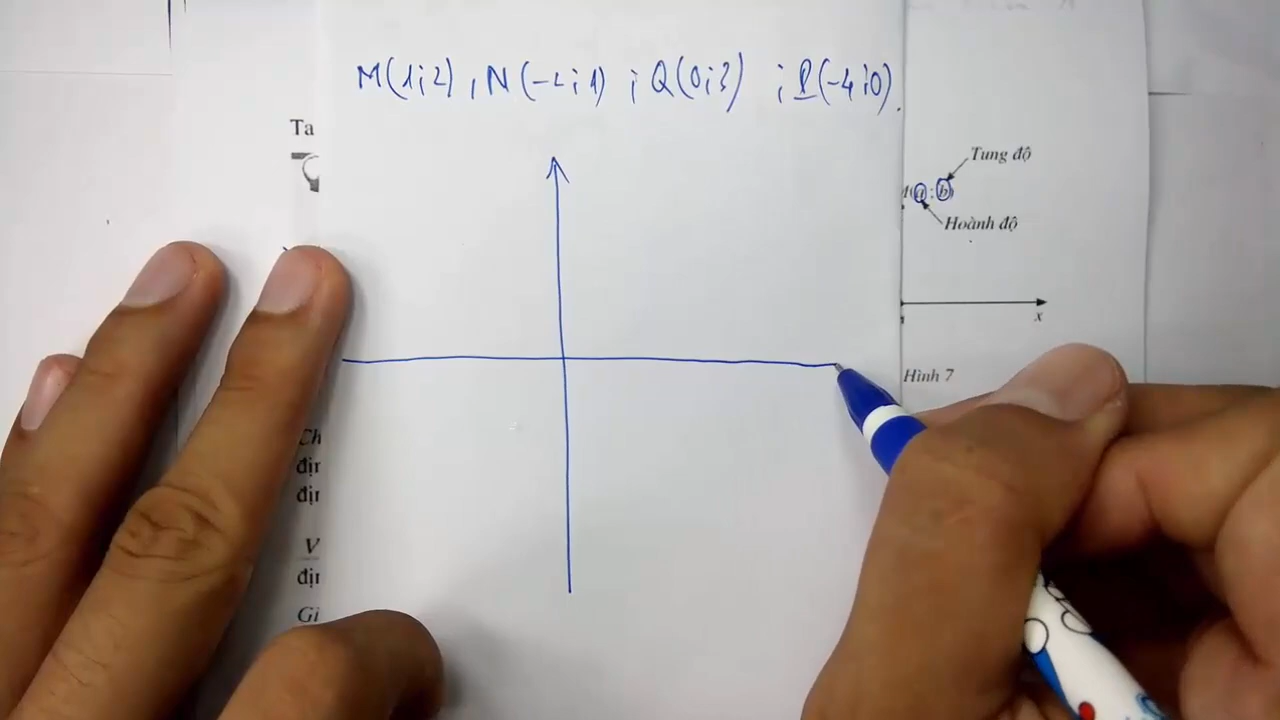 M(1;2) , N(-2;1) ; Q(0;3) ; P(-4;0).
Ta
Tung độ
(a; b)
Hoành độ
x
Hình 7
Ch
địn
địn
V
địn
Gi